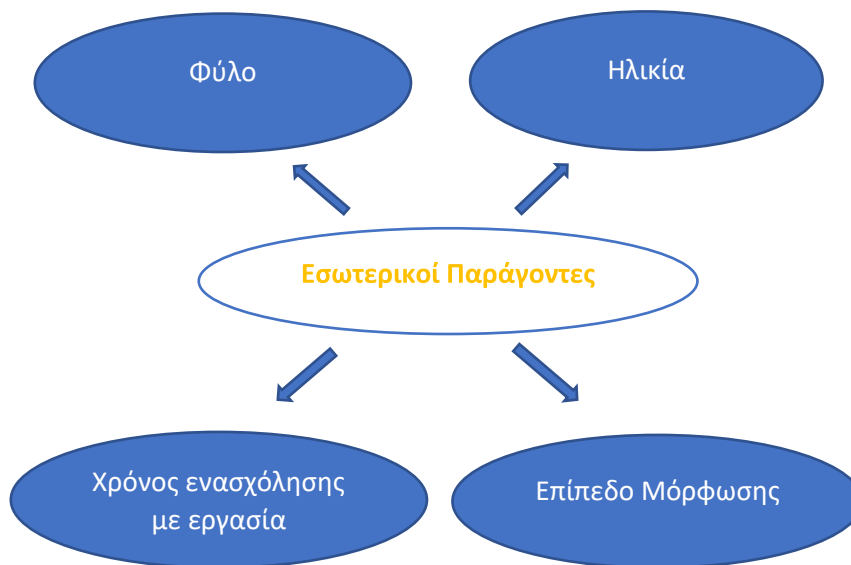 Φύλο
Ηλικία
Εσωτερικοί Παράγοντες
Χρόνος ενασχόλησης
με εργασία
Επίπεδο Μόρφωσης